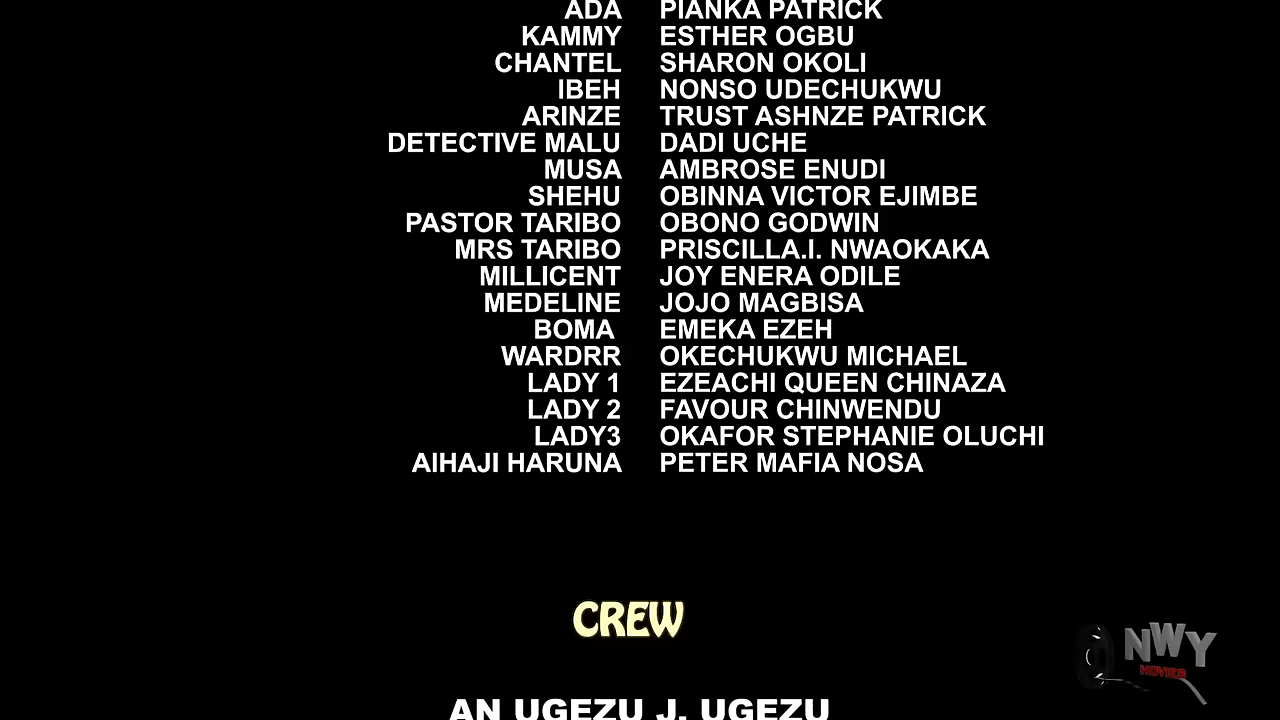 ADA PIANKA PATRICK
KAMMY ESTHER OGBU
CHANTEL SHARON OKOLI
IBEH NONSO UDECHUKWU
ARINZE TRUST ASHNZE PATRICK
DETECTIVE MALU DADI UCHE
MUSA AMBROSE ENUDI
SHEHU OBINNA VICTOR EJIMBE
PASTOR TARIBO OBONO GODWIN
MRS TARIBO PRISCILLA.I. NWAOKAKA
MILLICENT JOY ENERA ODILE
MEDELINE JOJO MAGBISA
BOMA EMEKA EZEH
WARDRR OKECHUKWU MICHAEL
LADY 1 EZEACHI QUEEN CHINAZA
LADY 2 FAVOUR CHINWENDU
LADY3 OKAFOR STEPHANIE OLUCHI
AIHAJI HARUNA PETER MAFIA NOSA
CREW
NWY
MOVIES
AN UGEZU J. UGEZU